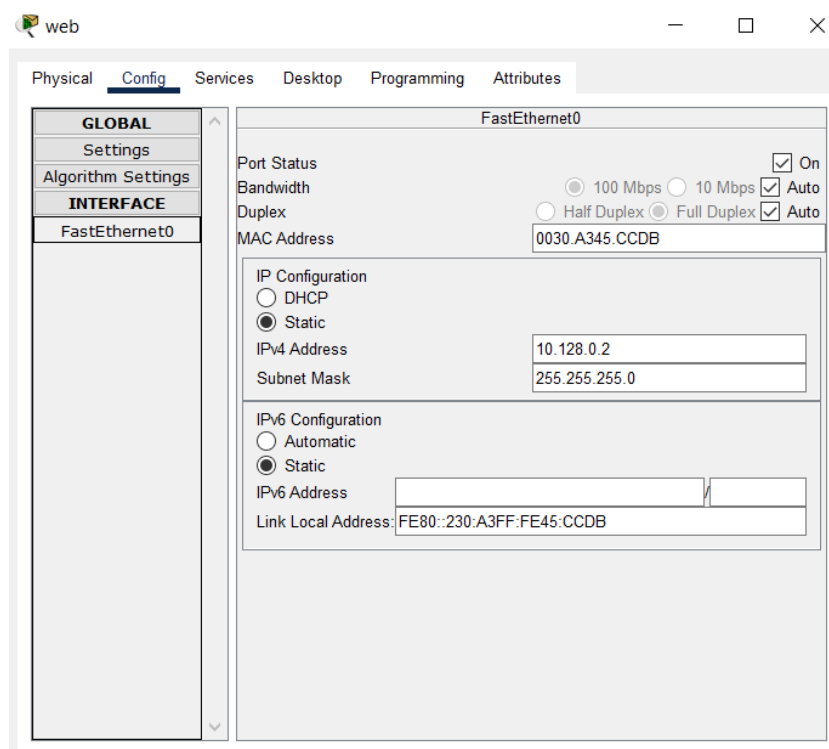 web
Physical Config Services Desktop Programming Attributes
GLOBAL
Settings
Algorithm Settings
INTERFACE
FastEthernet0
FastEthernet0
Port Status On
Bandwidth 100 Mbps 10 Mbps Auto
Duplex Half Duplex Full Duplex Auto
MAC Address 0030.A345.CCDB
IP Configuration
DHCP
Static
IPv4 Address 10.128.0.2
Subnet Mask 255.255.255.0
IPv6 Configuration
Automatic
Static
IPv6 Address /
Link Local Address: FE80::230:A3FF:FE45:CCDB